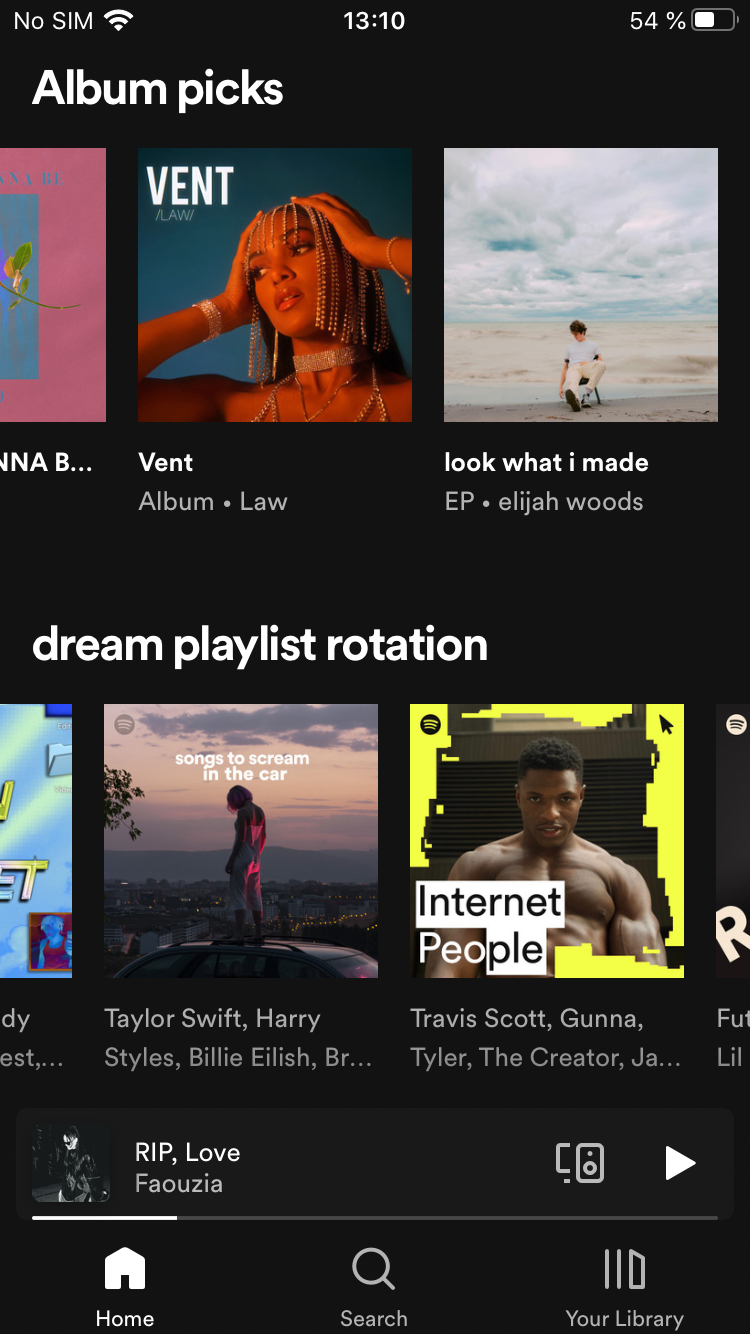 No SIM 13:10 54 %
Album picks
VENT
/LAW/
NNA B...
Vent
look what i made
Album • Law
EP • elijah woods
dream playlist rotation
songs to scream
in the car
Internet
People
dy
Taylor Swift, Harry
Travis Scott, Gunna,
Fut
est,...
Styles, Billie Eilish, Br...
Tyler, The Creator, Ja...
Lil
RIP, Love
Faouzia
Home
Search
Your Library